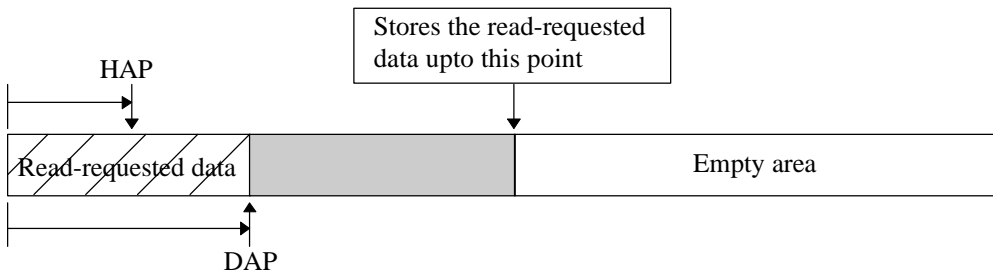 Stores the read-requested
data upto this point
HAP
Read-requested data
Empty area
DAP